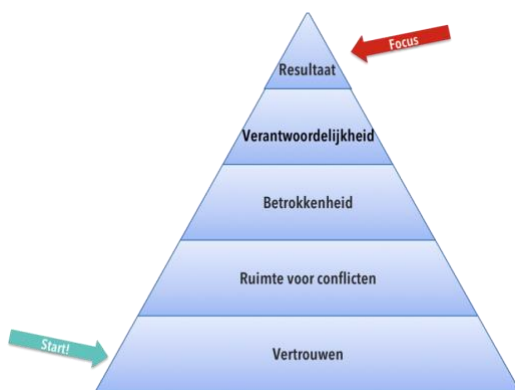 Focus
Resultaat
Verantwoordelijkheid
Betrokkenheid
Ruimte voor conflicten
Start!
Vertrouwen